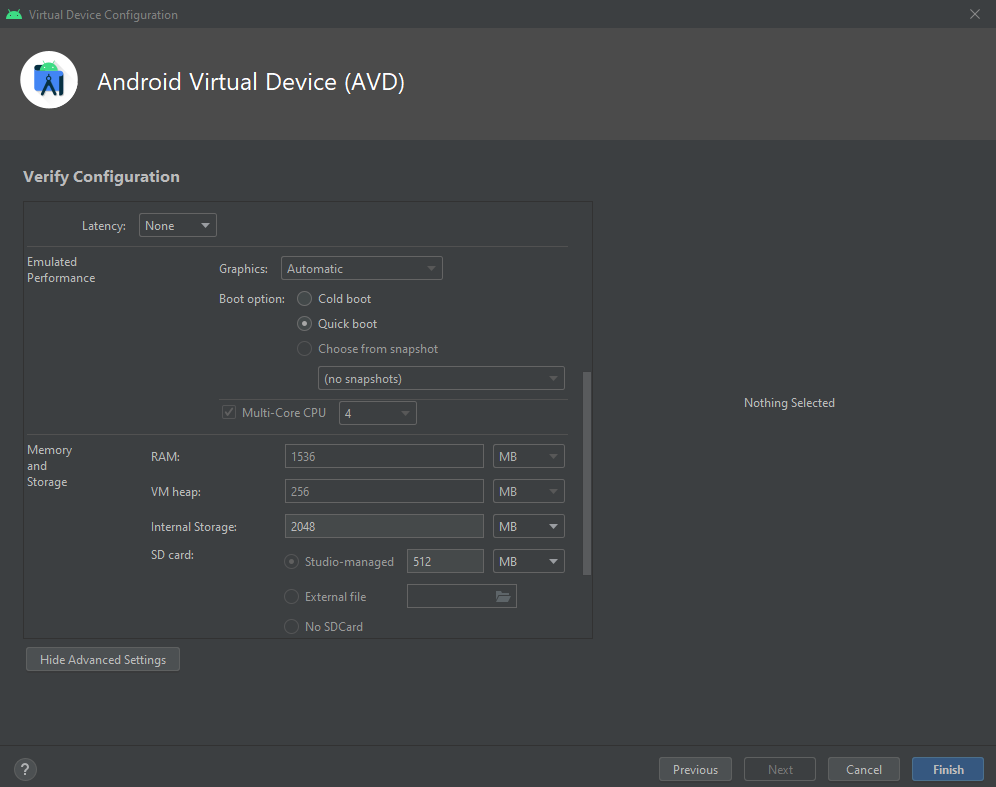 Virtual Device Configuration
Android Virtual Device (AVD)
Verify Configuration
Latency: None
Emulated
Performance
Graphics: Automatic
Boot option: Cold boot
Quick boot
Choose from snapshot
(no snapshots)
Multi-Core CPU 4
Memory
and
Storage
RAM: 1536 MB
VM heap: 256 MB
Internal Storage: 2048 MB
SD card:
Studio-managed 512 MB
External file
No SDCard
Nothing Selected
Hide Advanced Settings
? Previous Next Cancel Finish